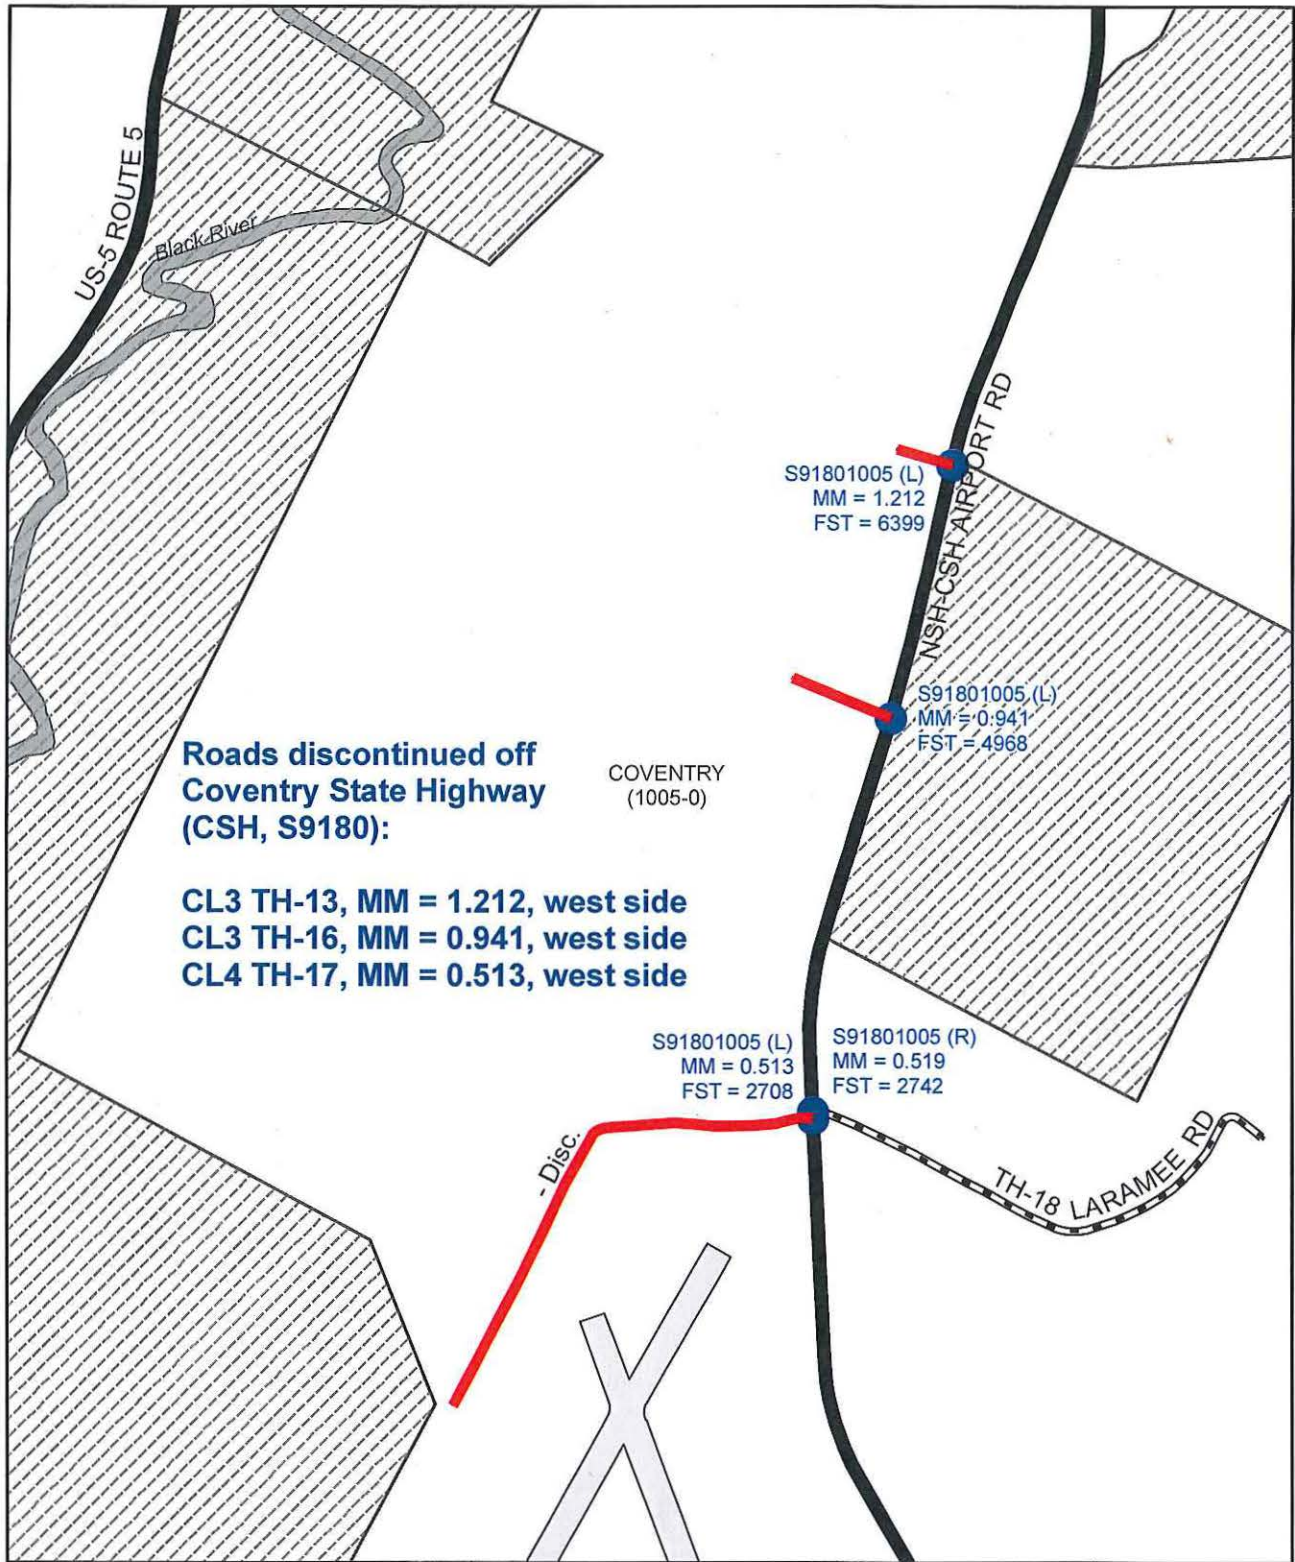 US-5 ROUTE 5
Black River
NSH-CSH AIRPORT RD
S91801005 (L)
MM = 1.212
FST = 6399
S91801005 (L)
MM = 0.941
FST = 4968
Roads discontinued off
Coventry State Highway
(CSH, S9180):
CL3 TH-13, MM = 1.212, west side
CL3 TH-16, MM = 0.941, west side
CL4 TH-17, MM = 0.513, west side
COVENTRY
(1005-0)
S91801005 (L)
MM = 0.513
FST = 2708
S91801005 (R)
MM = 0.519
FST = 2742
- Disc.
TH-18 LARAMEE RD